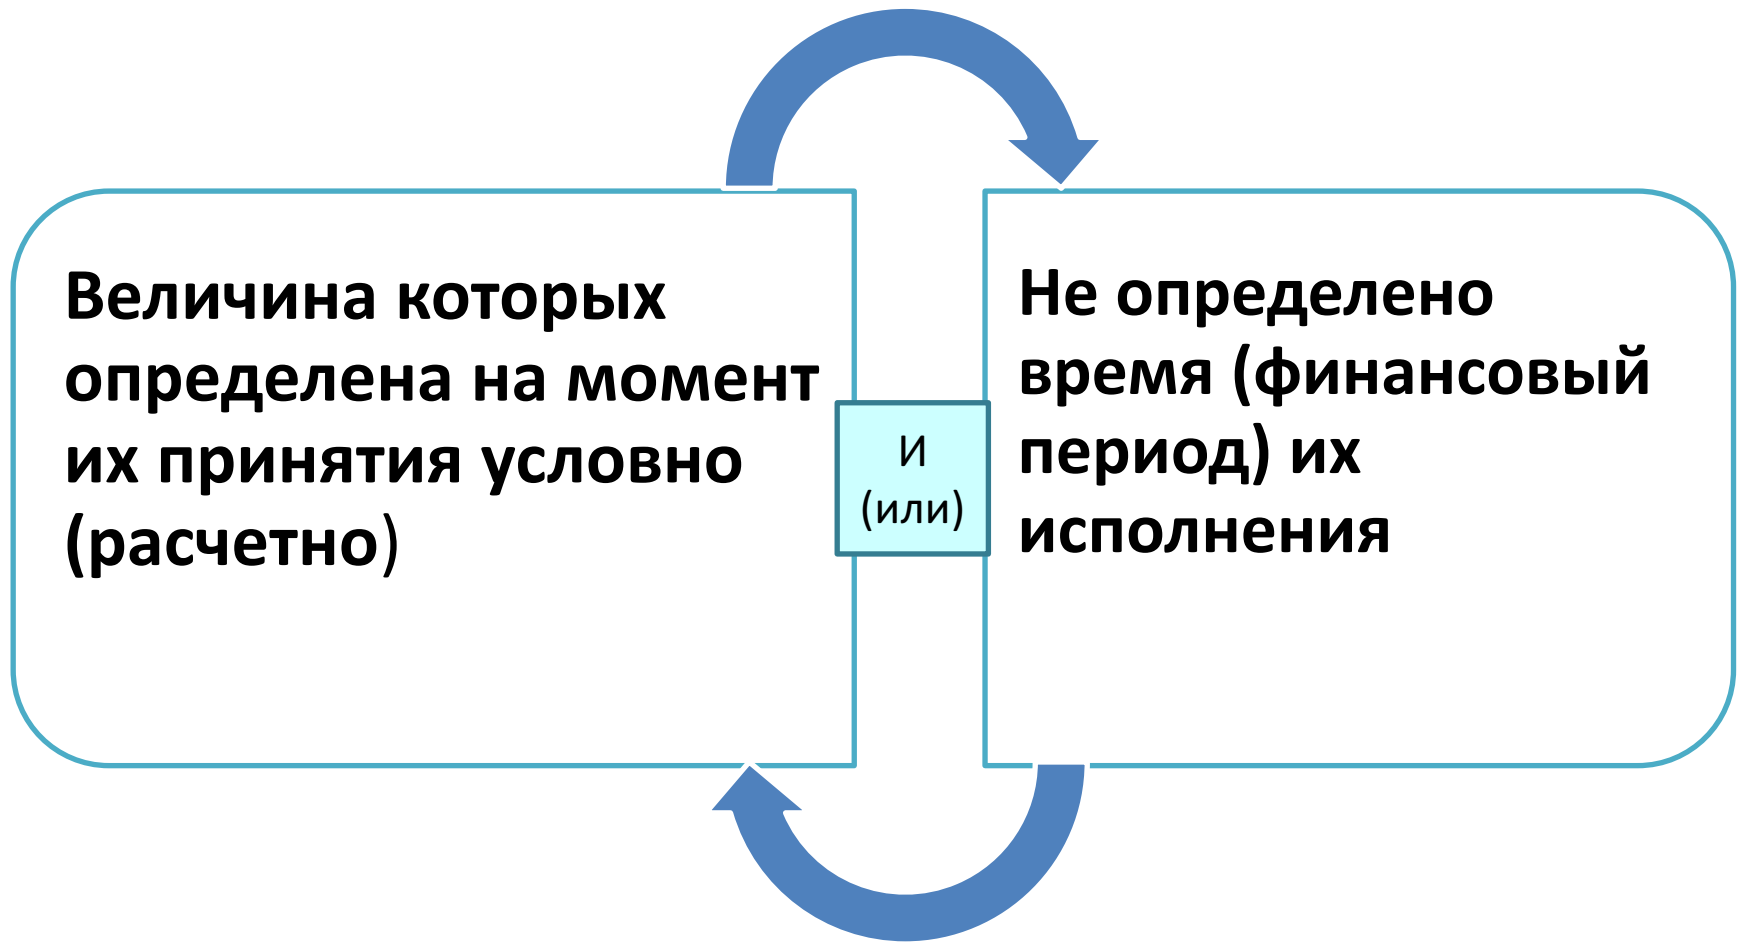 Величина которых
определена на момент
их принятия условно
(расчетно)
И
(или)
Не определено
время (финансовый
период) их
исполнения